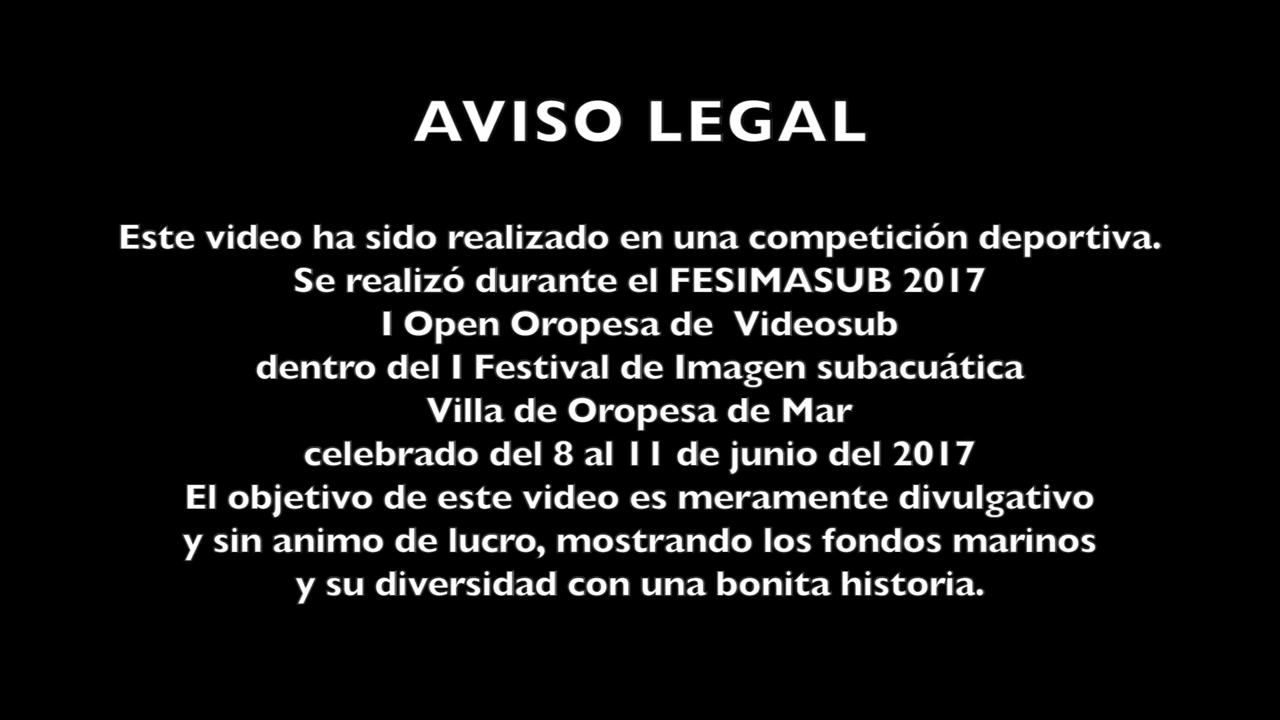 AVISO LEGAL
Este video ha sido realizado en una competición deportiva.
Se realizó durante el FESIMASUB 2017
I Open Oropesa de  Videosub
dentro del I Festival de Imagen subacuática
Villa de Oropesa de Mar
celebrado del 8 al 11 de junio del 2017
El objetivo de este video es meramente divulgativo
y sin animo de lucro, mostrando los fondos marinos
y su diversidad con una bonita historia.